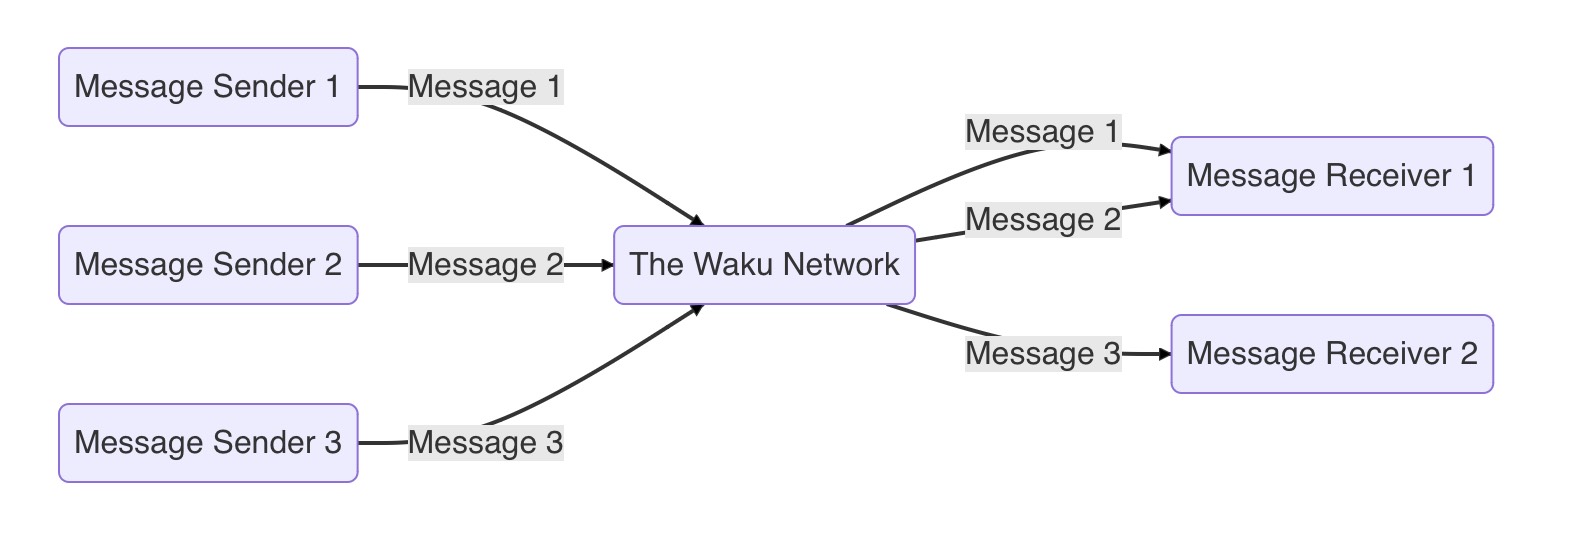 Message Sender 1
Message 1
Message 1
Message Receiver 1
Message 2
Message Sender 2
Message 2
The Waku Network
Message 3
Message Receiver 2
Message Sender 3
Message 3